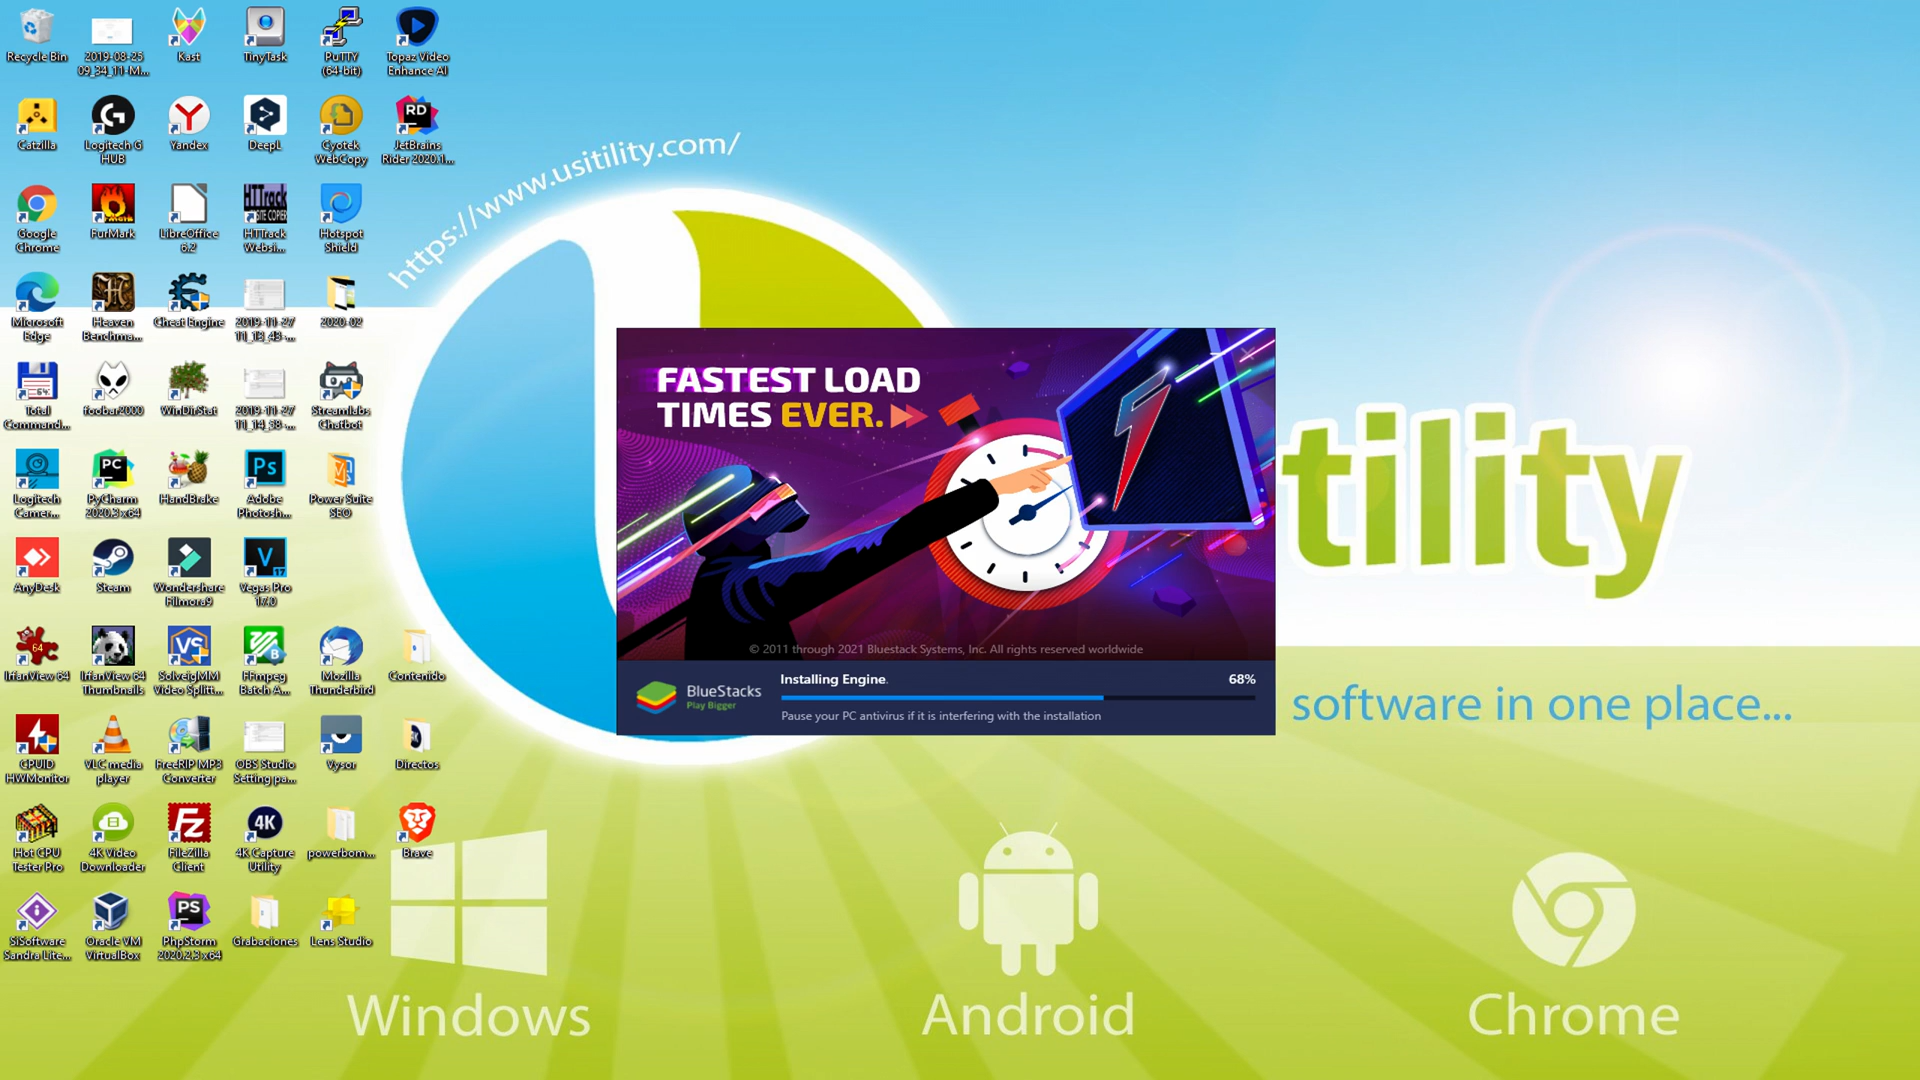 Recycle Bin
2019-08-25
09_34_11-M...
Kast
TinyTask
PuTTY
(64-bit)
Topaz Video
Enhance AI
Catzilla
Logitech G
HUB
Yandex
DeepL
Cyotek
WebCopy
JetBrains
Rider 2020.1...
Google
Chrome
FurMark
LibreOffice
6.2
HTTrack
Websi...
Hotspot
Shield
Microsoft
Edge
Heaven
Benchma...
Cheat Engine
2019-11-27
11_13_43-...
2020-02
Total
Command...
foobar2000
WinDirStat
2019-11-27
11_14_38-...
Streamlabs
Chatbot
Logitech
Camer...
PyCharm
2020.3 x64
HandBrake
Adobe
Photosh...
Power Suite
SEO
AnyDesk
Steam
Wondershare
Filmora9
Vegas Pro
17.0
IrfanView 64
IrfanView 64
Thumbnails
SolveigMM
Video Splitt...
FFmpeg
Batch A...
Mozilla
Thunderbird
Contenido
CPUID
HWMonitor
VLC media
player
FreeRIP MP3
Converter
OBS Studio
Setting pa...
Vysor
Directos
Hot CPU
Tester Pro
4K Video
Downloader
FileZilla
Client
4K Capture
Utility
powerbom...
Brave
SiSoftware
Sandra Lite...
Oracle VM
VirtualBox
PhpStorm
2020.2.3 x64
Grabaciones
Lens Studio
https://www.usitility.com/
FASTEST LOAD
TIMES EVER.
© 2011 through 2021 Bluestack Systems, Inc. All rights reserved worldwide
BlueStacks
Play Bigger
Installing Engine.
68%
Pause your PC antivirus if it is interfering with the installation
tility
software in one place...
Windows
Android
Chrome